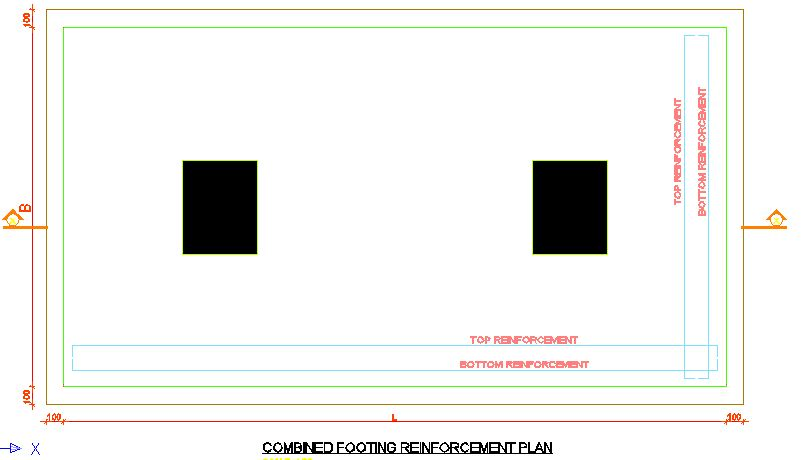 100
B
TOP REINFORCEMENT
BOTTOM REINFORCEMENT
TOP REINFORCEMENT
BOTTOM REINFORCEMENT
100
100 L 100
X
COMBINED FOOTING REINFORCEMENT PLAN